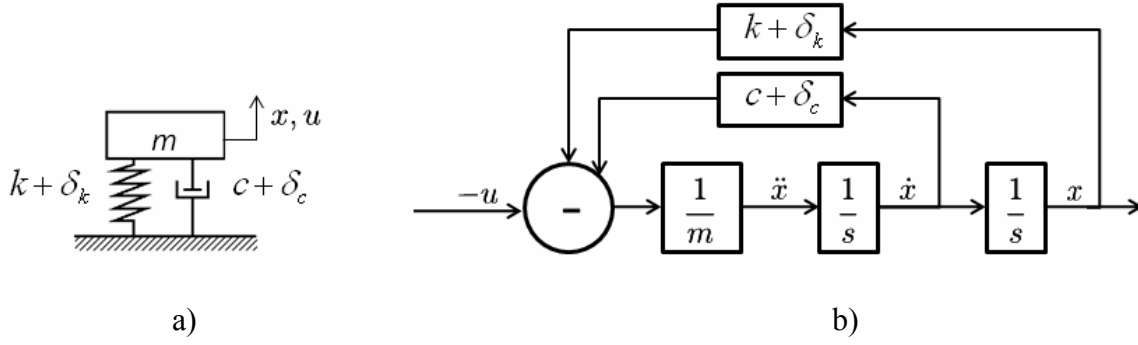 k + δ_k
c + δ_c
x, u
m
k + δ_k
c + δ_c
-u
-
1/m
ẍ
1/s
ẋ
1/s
x
a)
b)